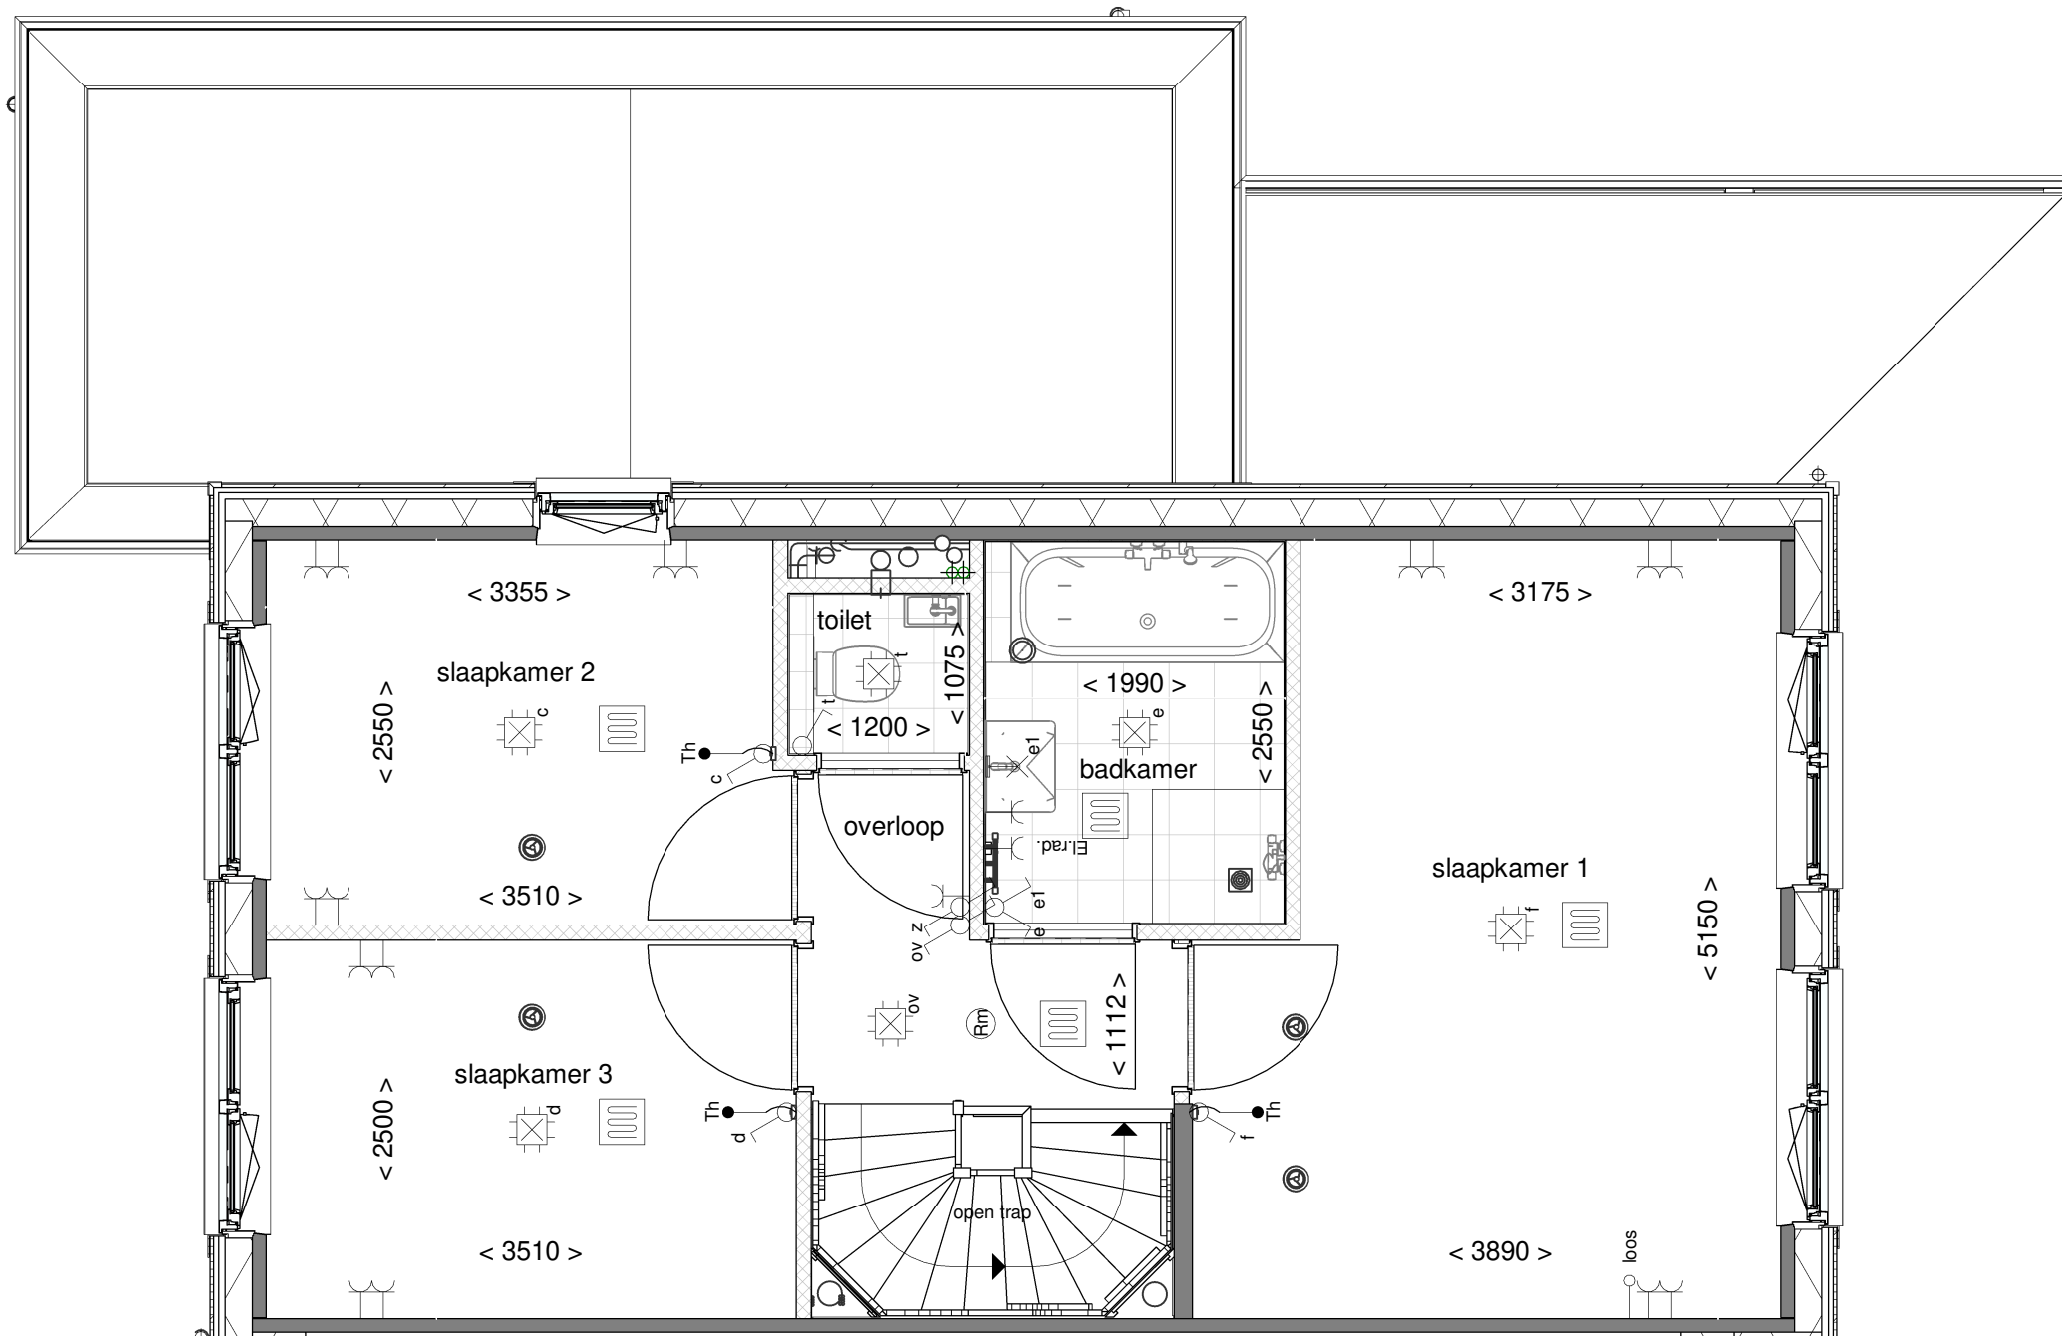 < 3355 >
< 3175 >
toilet
< 1075 >
slaapkamer 2
t
< 1990 >
c
t
e
< 2550 >
< 1200 >
< 2550 >
Th
c
e1
badkamer
overloop
El.rad.
slaapkamer 1
< 3510 >
e1
z
e
f
ov
< 5150 >
ov
Rm
< 1112 >
slaapkamer 3
d
Th
Th
< 2500 >
d
f
open trap
< 3510 >
< 3890 >
loos